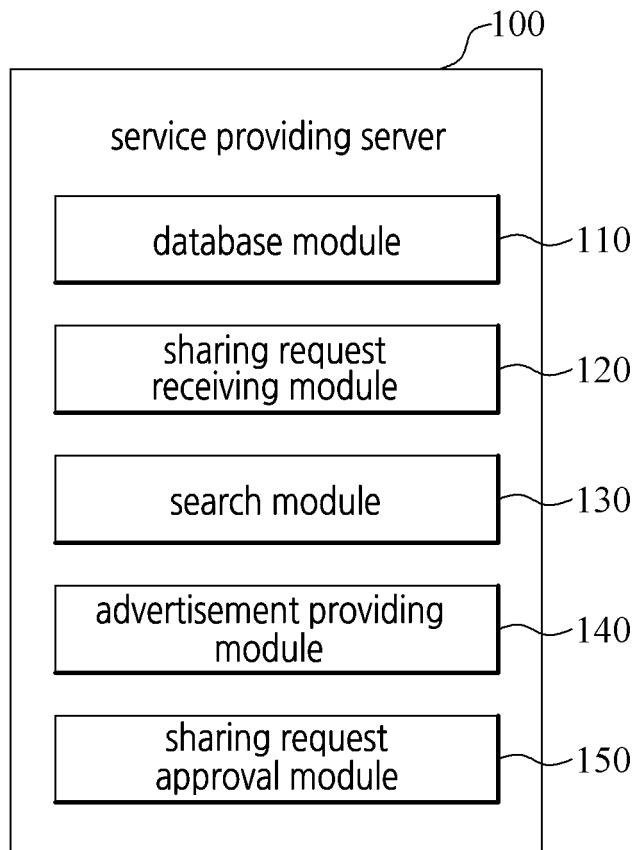 100
service providing server
database module
110
sharing request
receiving module
120
search module
130
advertisement providing
module
140
sharing request
approval module
150